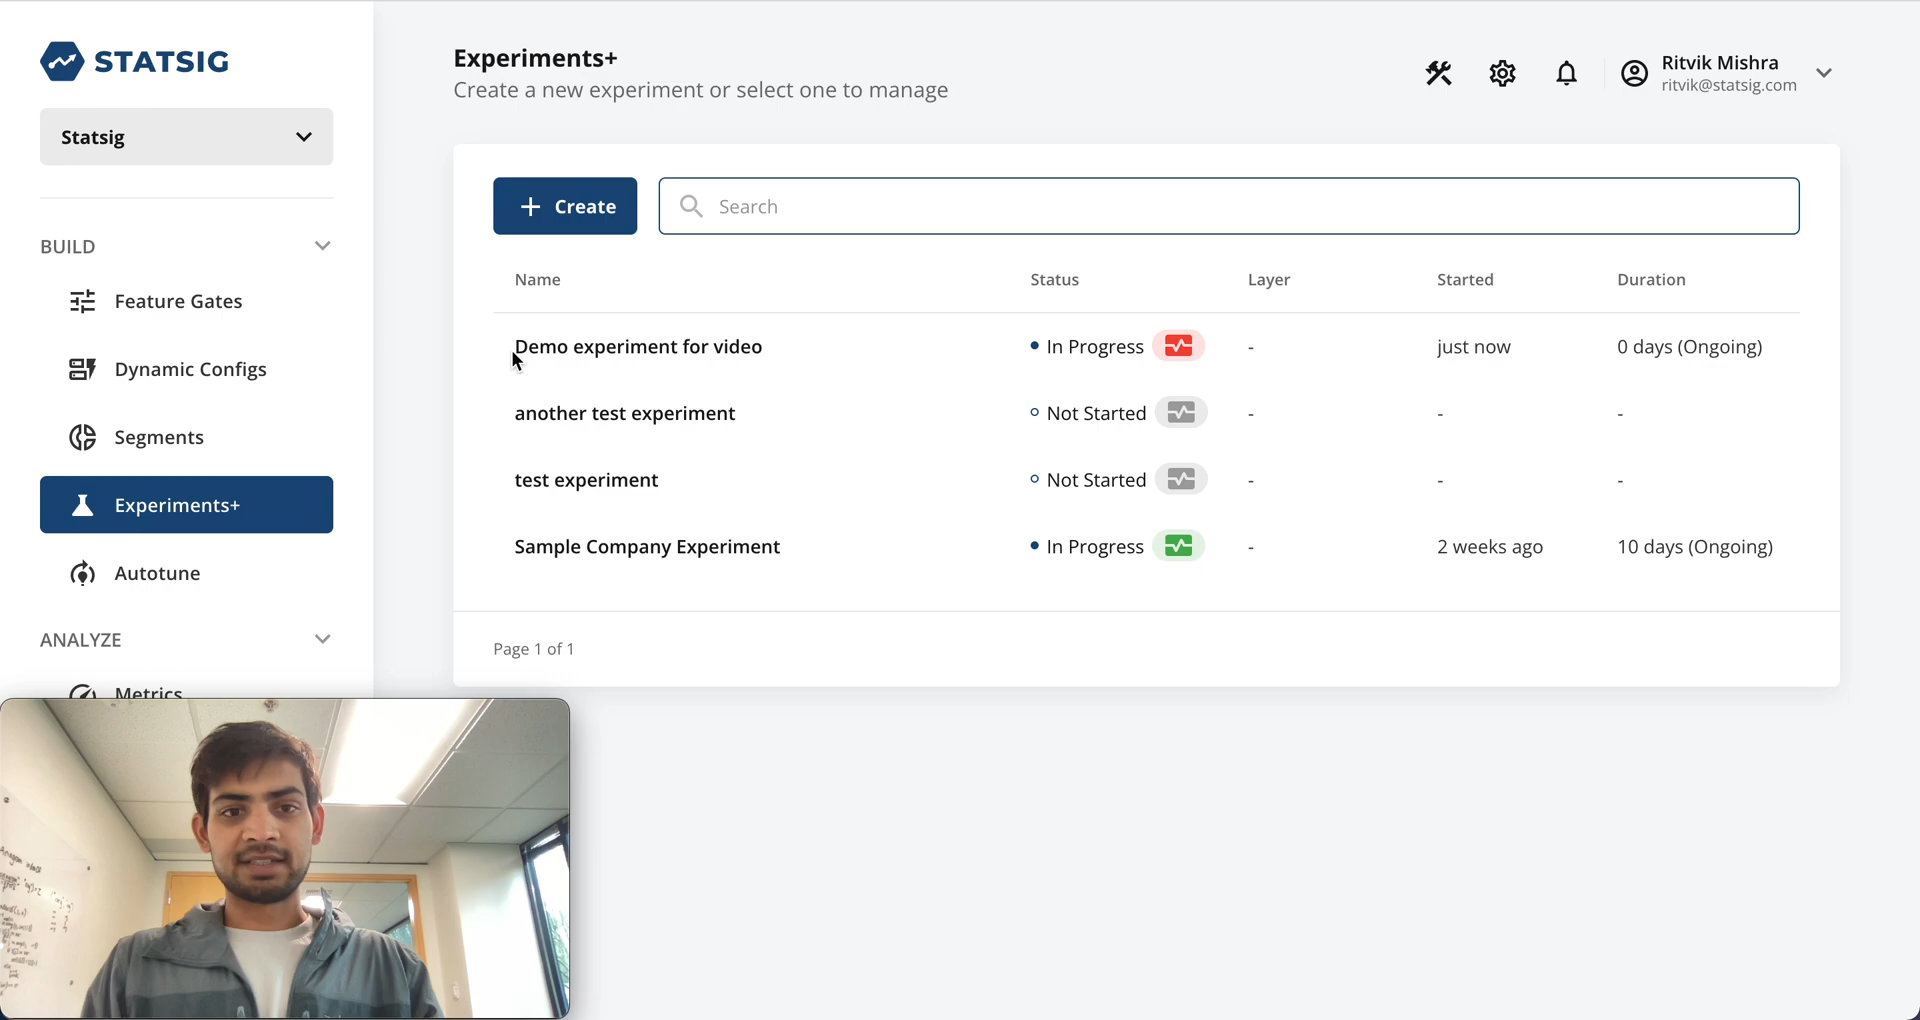 STATSIG
Statsig
BUILD
Feature Gates
Dynamic Configs
Segments
Experiments+
Autotune
ANALYZE
Metrics
Experiments+
Create a new experiment or select one to manage
Ritvik Mishra
ritvik@statsig.com
+ Create
Search
Name Status Layer Started Duration
Demo experiment for video In Progress - just now 0 days (Ongoing)
another test experiment Not Started - - -
test experiment Not Started - - -
Sample Company Experiment In Progress - 2 weeks ago 10 days (Ongoing)
Page 1 of 1